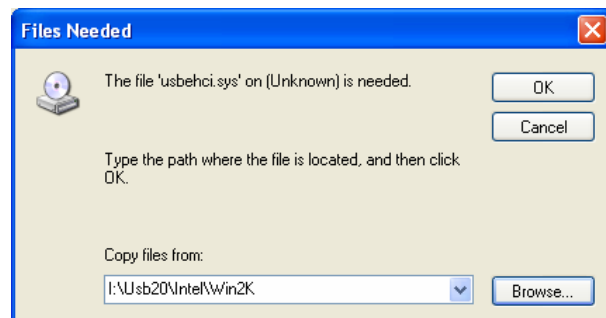 Files Needed
The file 'usbehci.sys' on (Unknown) is needed.
OK
Cancel
Type the path where the file is located, and then click
OK.
Copy files from:
I:\Usb20\Intel\Win2K
Browse...